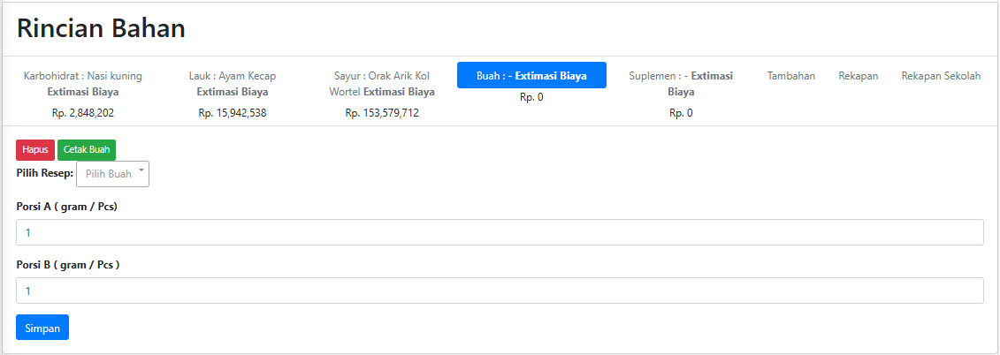 Rincian Bahan
Karbohidrat : Nasi kuning
Extimasi Biaya
Rp. 2,848,202
Lauk : Ayam Kecap
Extimasi Biaya
Rp. 15,942,538
Sayur : Orak Arik Kol
Wortel Extimasi Biaya
Rp. 153,579,712
Buah : - Extimasi Biaya
Rp. 0
Suplemen : - Extimasi
Biaya
Rp. 0
Tambahan
Rekapan
Rekapan Sekolah
Hapus Cetak Buah
Pilih Resep: Pilih Buah
Porsi A ( gram / Pcs)
1
Porsi B ( gram / Pcs )
1
Simpan